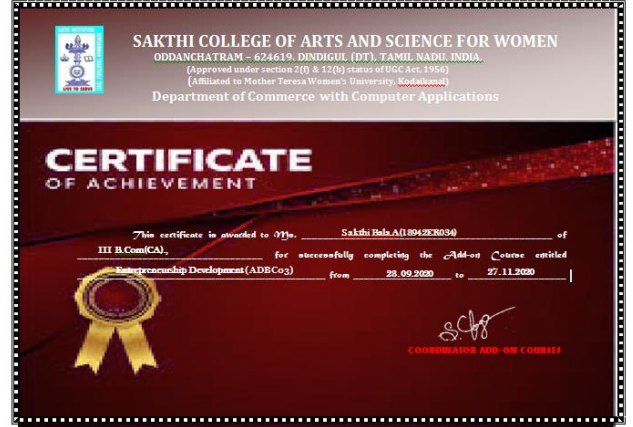 SAKTHI COLLEGE OF ARTS AND SCIENCE FOR WOMEN
ODDANCHATRAM – 624619, DINDIGUL (DT), TAMIL NADU, INDIA.
(Approved under section 2(f) & 12(b) status of UGC Act, 1956)
(Affiliated to Mother Teresa Women's University, Kodaikanal)
Department of Commerce with Computer Applications
LIVE TO SERVE
CERTIFICATE
OF ACHIEVEMENT
This certificate is awarded to Ms. Sakthi Bala.A(18942ER034) of
III B.Com(CA), for successfully completing the Add-on Course entitled
Entertreneurship Development (ADBC03) from 28.09.2020 to 27.11.2020
COORDINATOR ADD-ON COURSES